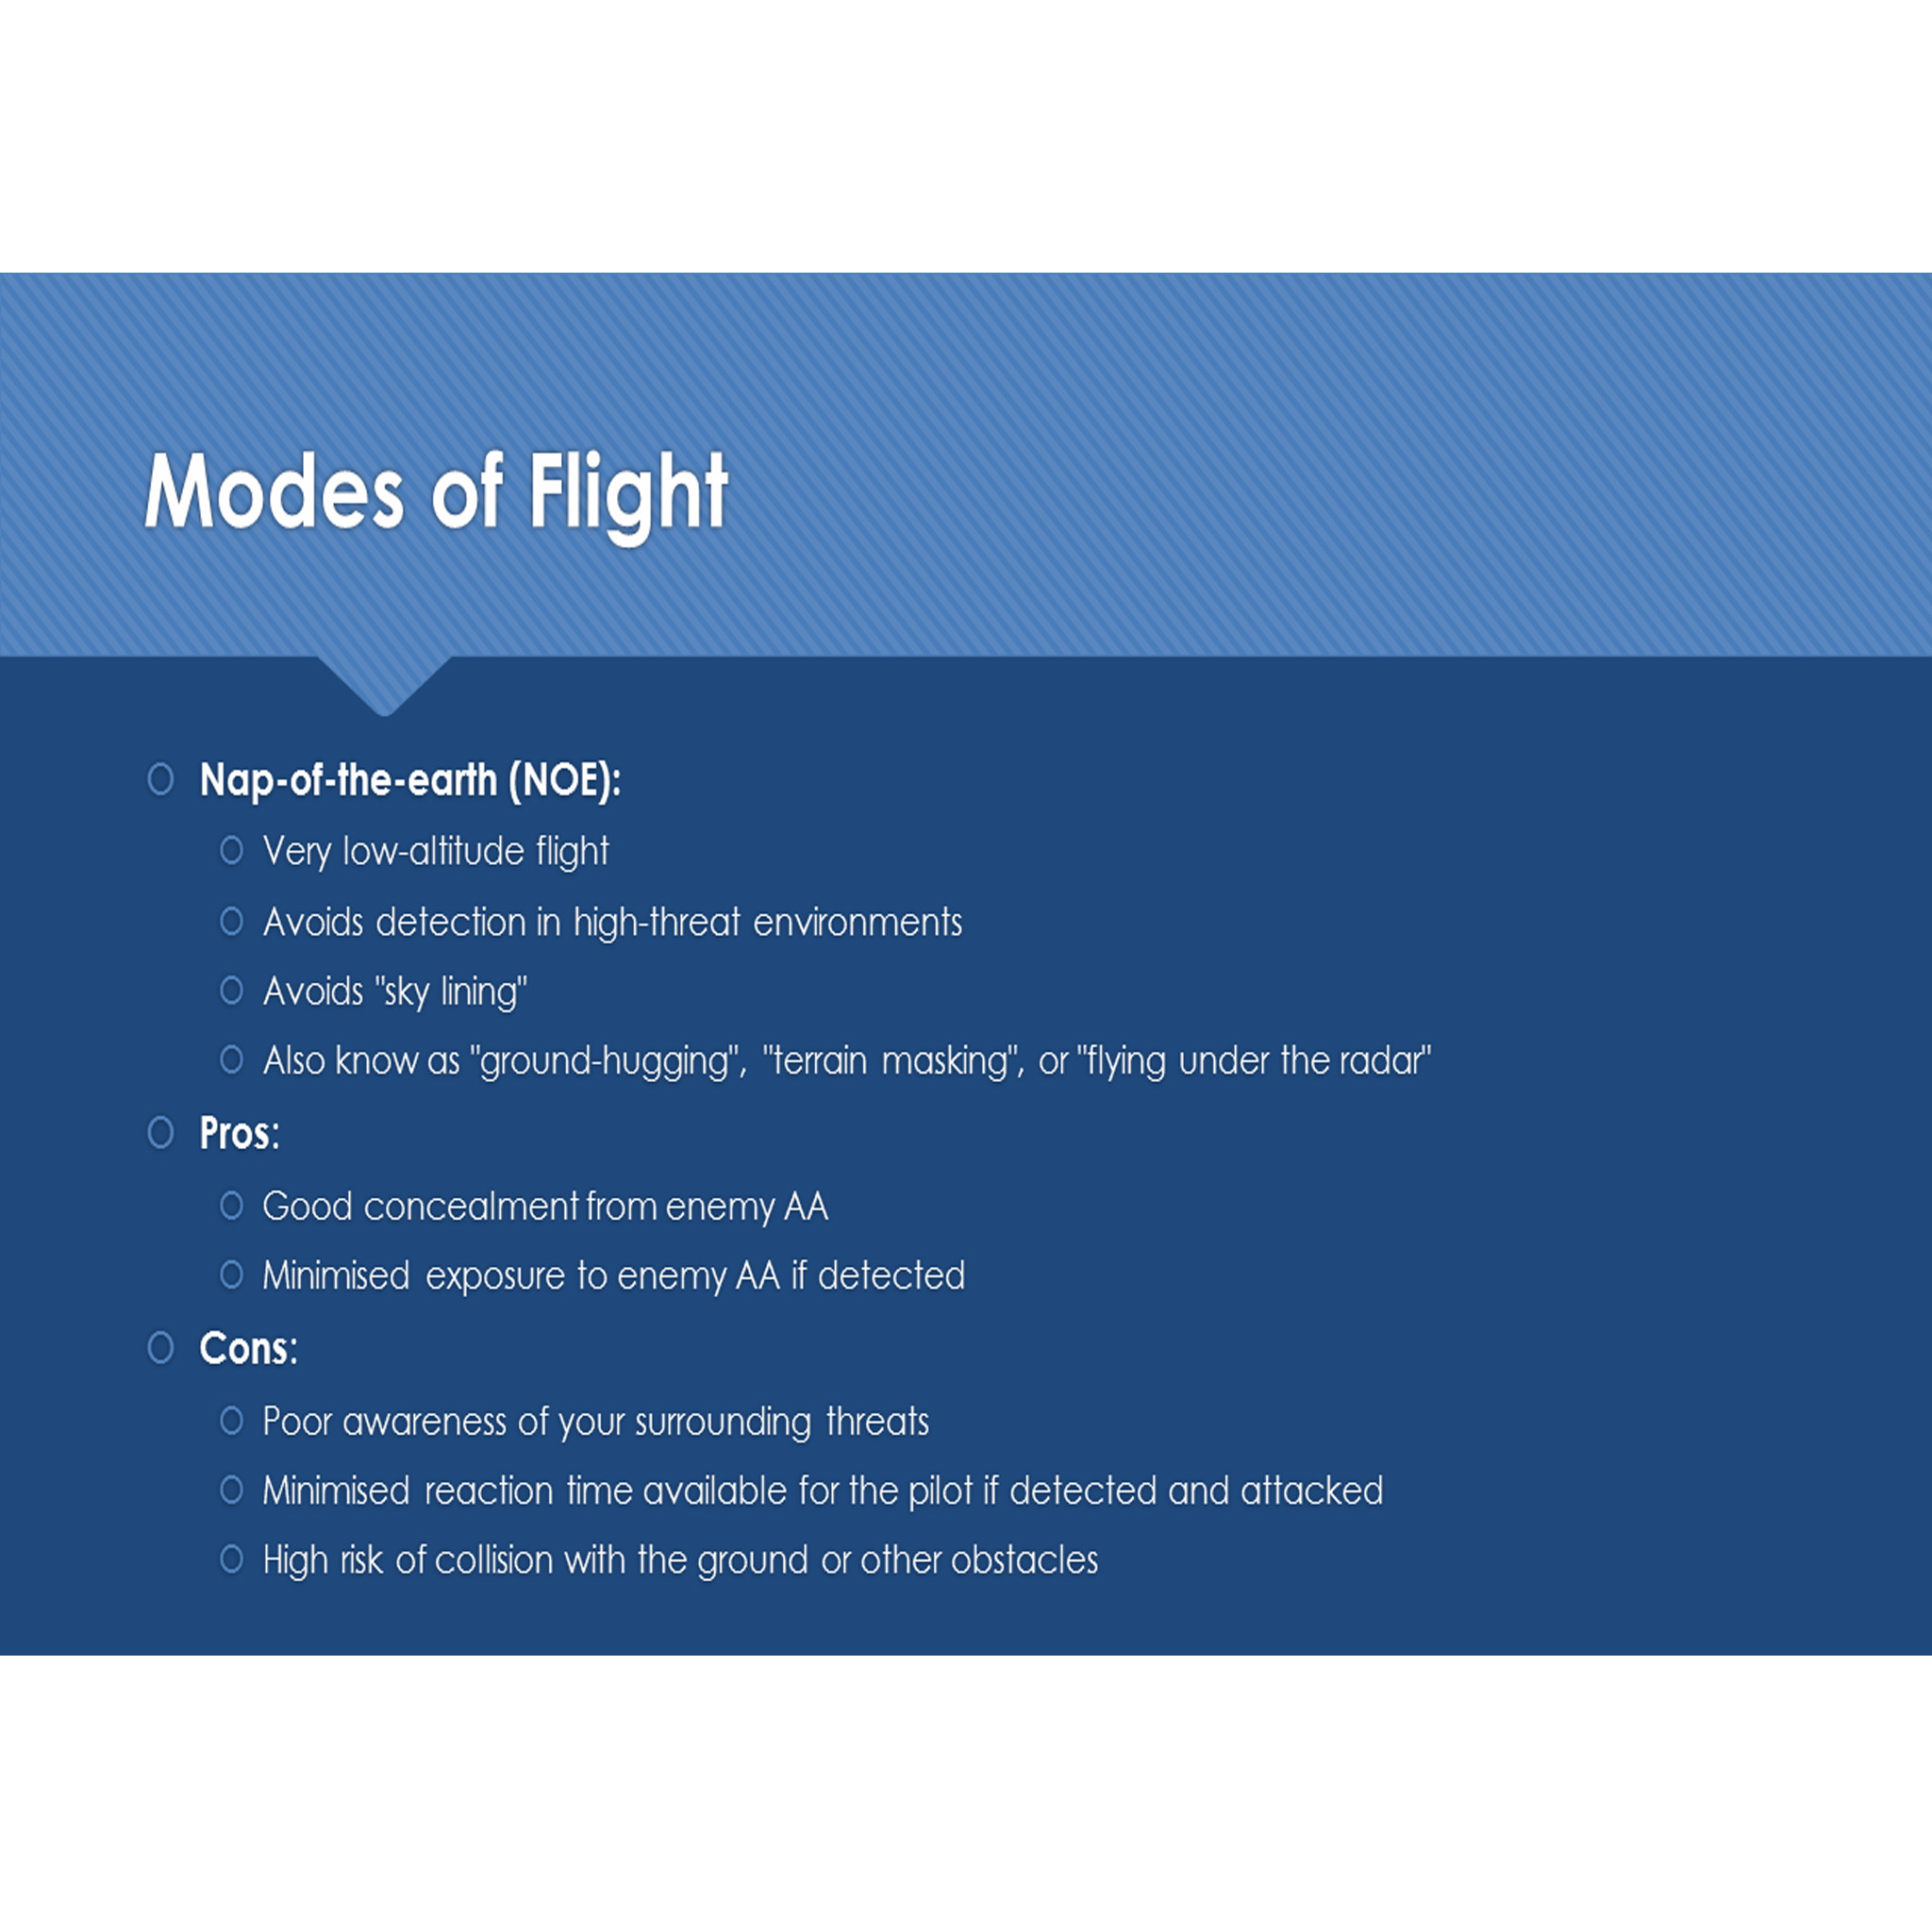 Modes of Flight
Nap-of-the-earth (NOE):
Very low-altitude flight
Avoids detection in high-threat environments
Avoids "sky lining"
Also know as "ground-hugging", "terrain masking", or "flying under the radar"
Pros:
Good concealment from enemy AA
Minimised exposure to enemy AA if detected
Cons:
Poor awareness of your surrounding threats
Minimised reaction time available for the pilot if detected and attacked
High risk of collision with the ground or other obstacles